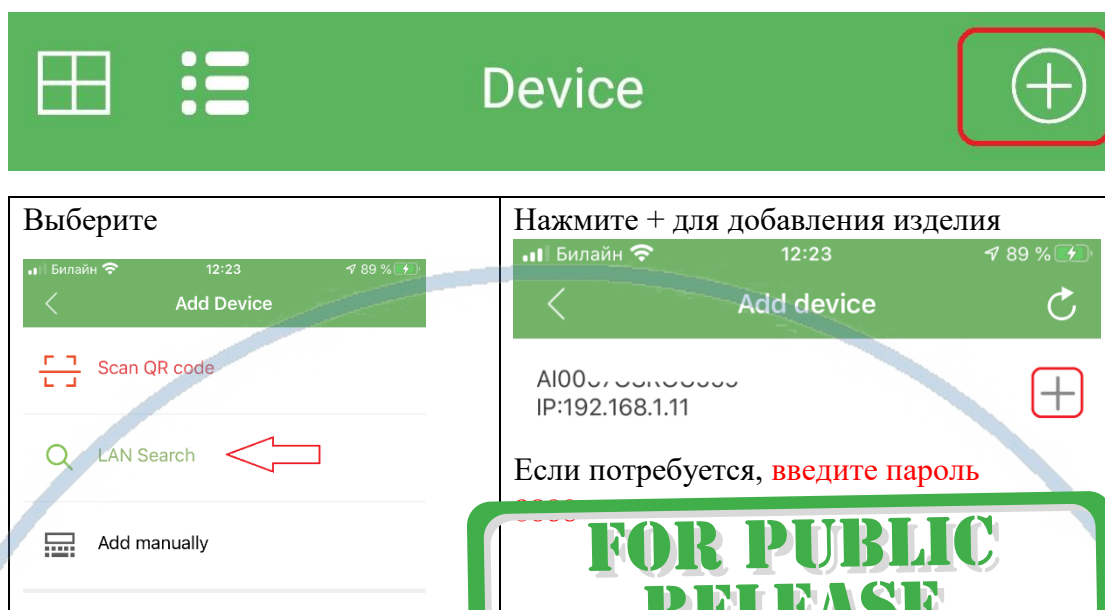 Device
Выберите
Билайн 12:23 89 %
Add Device
Scan QR code
LAN Search
Add manually
Нажмите + для добавления изделия
Билайн 12:23 89 %
Add device
IP:192.168.1.11
Если потребуется, введите пароль
FOR PUBLIC
RELEASE